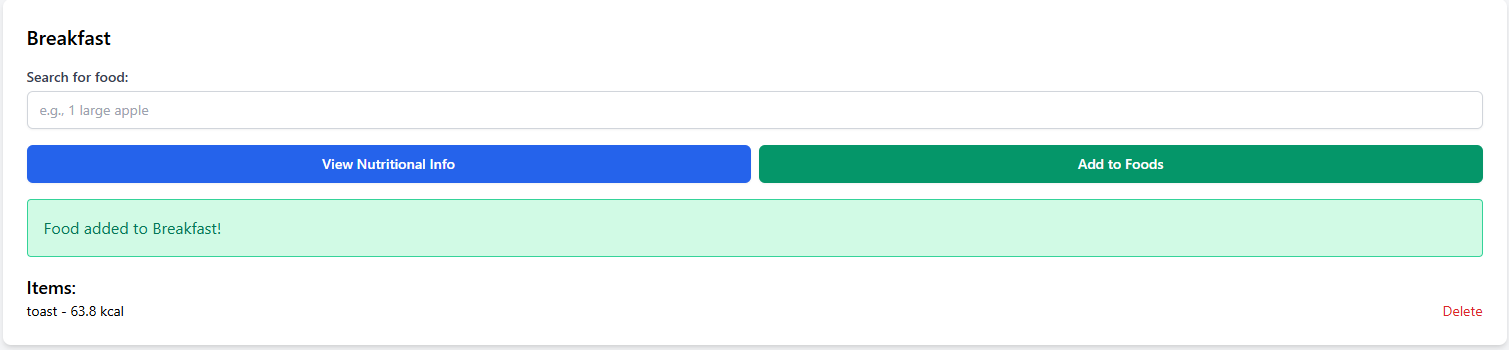 Breakfast
Search for food:
e.g., 1 large apple
View Nutritional Info
Add to Foods
Food added to Breakfast!
Items:
toast - 63.8 kcal
Delete